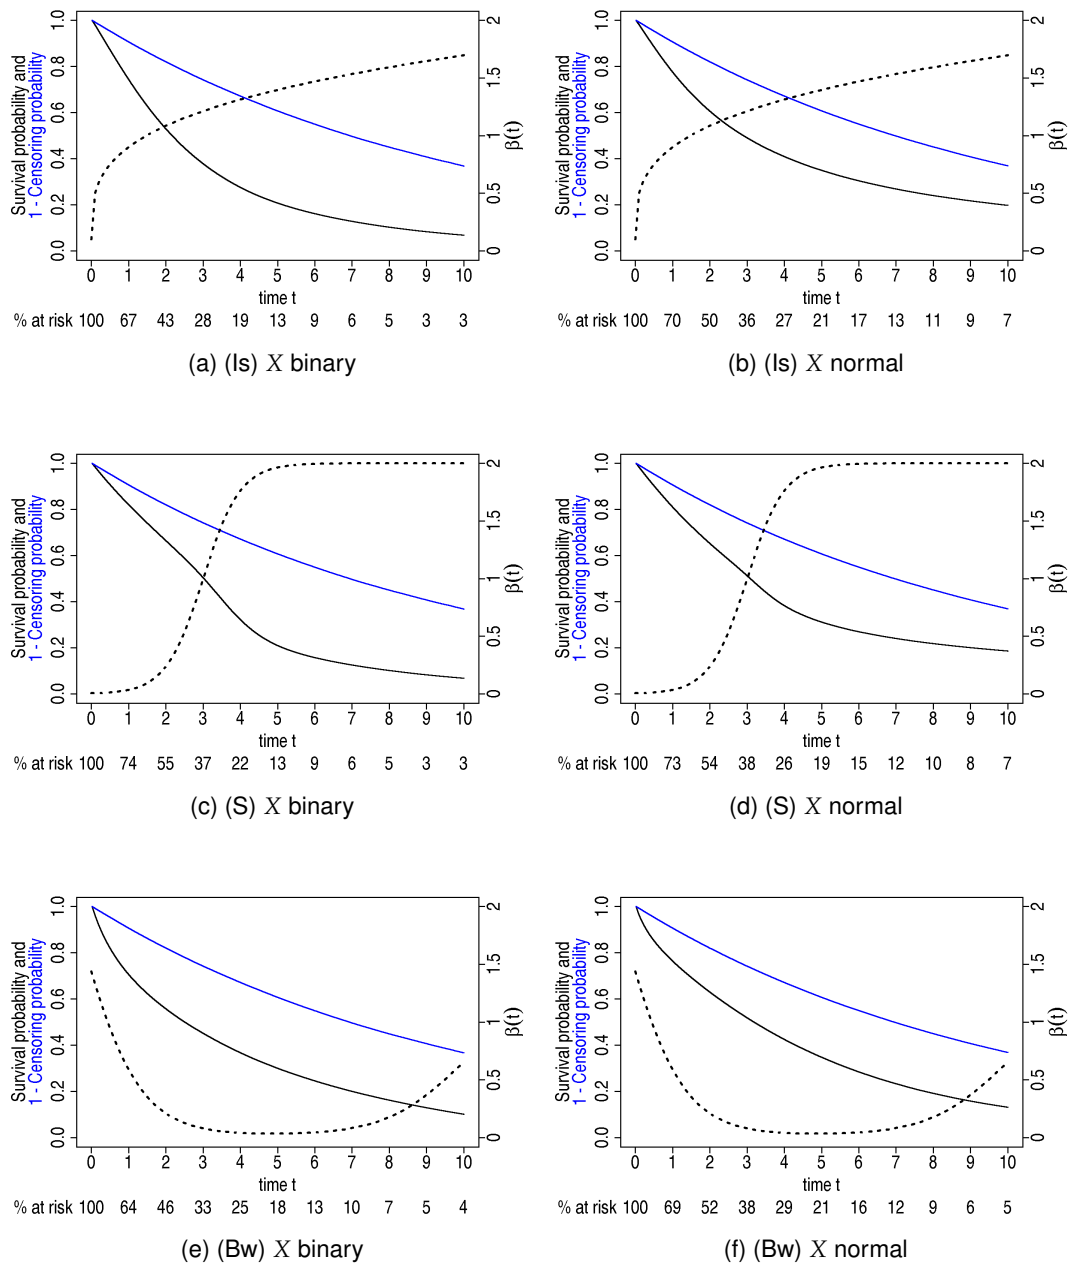 Survival probability and
1 - Censoring probability
0.0 0.2 0.4 0.6 0.8 1.0
0 0.5 1 1.5 2
β(t)
0 1 2 3 4 5 6 7 8 9 10
time t
% at risk 100 67 43 28 19 13 9 6 5 3 3
(a) (Is) X binary
Survival probability and
1 - Censoring probability
0.0 0.2 0.4 0.6 0.8 1.0
0 0.5 1 1.5 2
β(t)
0 1 2 3 4 5 6 7 8 9 10
time t
% at risk 100 70 50 36 27 21 17 13 11 9 7
(b) (Is) X normal
Survival probability and
1 - Censoring probability
0.0 0.2 0.4 0.6 0.8 1.0
0 0.5 1 1.5 2
β(t)
0 1 2 3 4 5 6 7 8 9 10
time t
% at risk 100 74 55 37 22 13 9 6 5 3 3
(c) (S) X binary
Survival probability and
1 - Censoring probability
0.0 0.2 0.4 0.6 0.8 1.0
0 0.5 1 1.5 2
β(t)
0 1 2 3 4 5 6 7 8 9 10
time t
% at risk 100 73 54 38 26 19 15 12 10 8 7
(d) (S) X normal
Survival probability and
1 - Censoring probability
0.0 0.2 0.4 0.6 0.8 1.0
0 0.5 1 1.5 2
β(t)
0 1 2 3 4 5 6 7 8 9 10
time t
% at risk 100 64 46 33 25 18 13 10 7 5 4
(e) (Bw) X binary
Survival probability and
1 - Censoring probability
0.0 0.2 0.4 0.6 0.8 1.0
0 0.5 1 1.5 2
β(t)
0 1 2 3 4 5 6 7 8 9 10
time t
% at risk 100 69 52 38 29 21 16 12 9 6 5
(f) (Bw) X normal